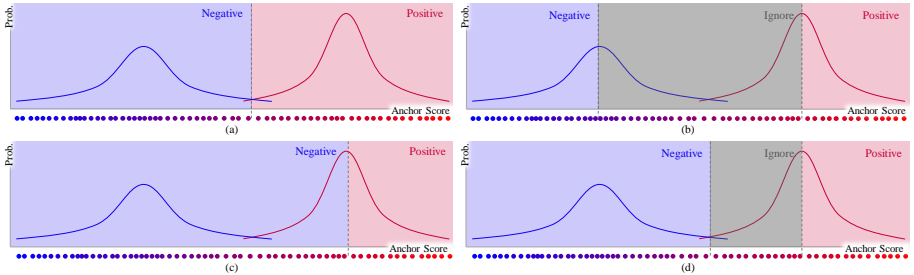 Prob.
Negative
Positive
Anchor Score
(a)
Prob.
Negative
Ignore
Positive
Anchor Score
(b)
Prob.
Negative
Positive
Anchor Score
(c)
Prob.
Negative
Ignore
Positive
Anchor Score
(d)